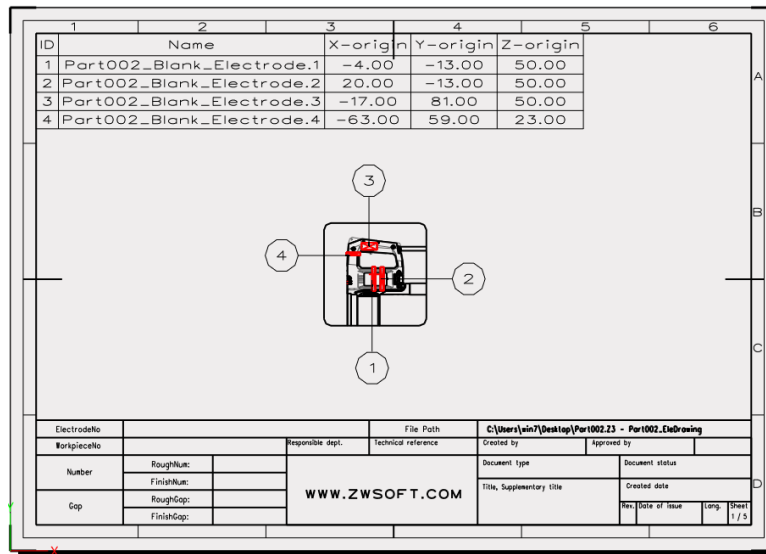 1 2 3 4 5 6
ID Name X-origin Y-origin Z-origin
1 Part002_Blank_Electrode.1 -4.00 -13.00 50.00
2 Part002_Blank_Electrode.2 20.00 -13.00 50.00
3 Part002_Blank_Electrode.3 -17.00 81.00 50.00
4 Part002_Blank_Electrode.4 -63.00 59.00 23.00
A
3
B
4
2
C
1
ElectrodeNo File Path C:\Users\win7\Desktop\Part002.Z3 - Part002_EleDrawing
WorkpieceNo Responsible dept. Technical reference Created by Approved by
Number RoughNum: Document type Document status
FinishNum: WWW.ZWSOFT.COM Title, Supplementary title Created date D
Gap RoughGap: Rev. Date of issue Lang. Sheet
FinishGap: 1 / 5
Y
X